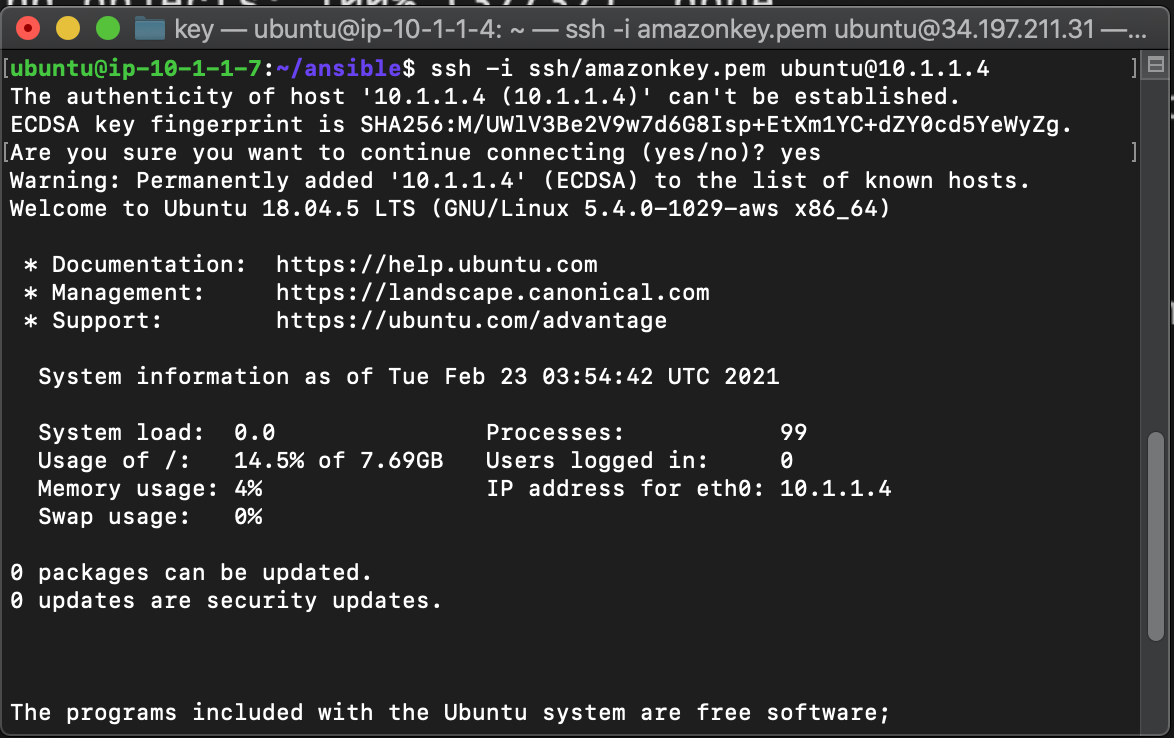 key — ubuntu@ip-10-1-1-4: ~ — ssh -i amazonkey.pem ubuntu@34.197.211.31 —...
[ubuntu@ip-10-1-1-7:~/ansible$ ssh -i ssh/amazonkey.pem ubuntu@10.1.1.4 ]
The authenticity of host '10.1.1.4 (10.1.1.4)' can't be established.
ECDSA key fingerprint is SHA256:M/UWlV3Be2V9w7d6G8Isp+EtXm1YC+dZY0cd5YeWyZg.
[Are you sure you want to continue connecting (yes/no)? yes ]
Warning: Permanently added '10.1.1.4' (ECDSA) to the list of known hosts.
Welcome to Ubuntu 18.04.5 LTS (GNU/Linux 5.4.0-1029-aws x86_64)
* Documentation: https://help.ubuntu.com
* Management: https://landscape.canonical.com
* Support: https://ubuntu.com/advantage
System information as of Tue Feb 23 03:54:42 UTC 2021
System load: 0.0 Processes: 99
Usage of /: 14.5% of 7.69GB Users logged in: 0
Memory usage: 4% IP address for eth0: 10.1.1.4
Swap usage: 0%
0 packages can be updated.
0 updates are security updates.
The programs included with the Ubuntu system are free software;